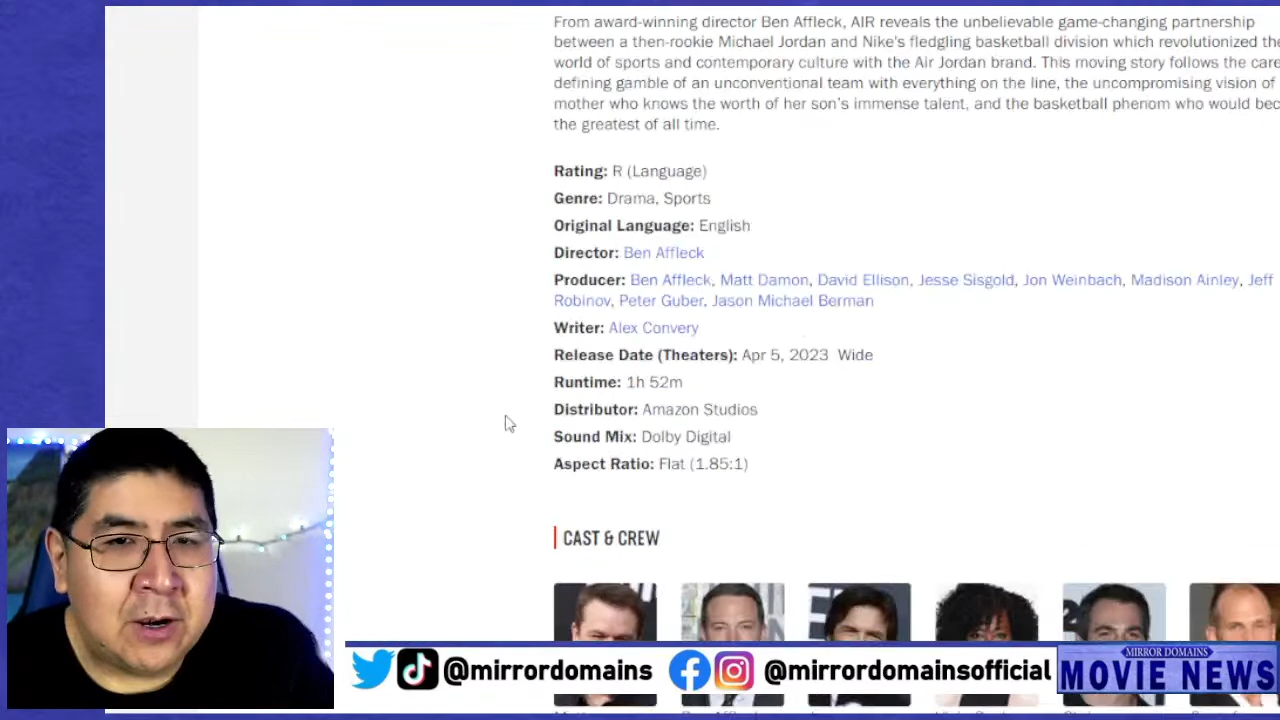 From award-winning director Ben Affleck, AIR reveals the unbelievable game-changing partnership
between a then-rookie Michael Jordan and Nike's fledgling basketball division which revolutionized the
world of sports and contemporary culture with the Air Jordan brand. This moving story follows the care
defining gamble of an unconventional team with everything on the line, the uncompromising vision of
mother who knows the worth of her son's immense talent, and the basketball phenom who would bec
the greatest of all time.
Rating: R (Language)
Genre: Drama, Sports
Original Language: English
Director: Ben Affleck
Producer: Ben Affleck, Matt Damon, David Ellison, Jesse Sisgold, Jon Weinbach, Madison Ainley, Jeff
Robinov, Peter Guber, Jason Michael Berman
Writer: Alex Convery
Release Date (Theaters): Apr 5, 2023 Wide
Runtime: 1h 52m
Distributor: Amazon Studios
Sound Mix: Dolby Digital
Aspect Ratio: Flat (1.85:1)
CAST & CREW
@mirrordomains @mirrordomainsofficial
MIRROR DOMAINS
MOVIE NEWS